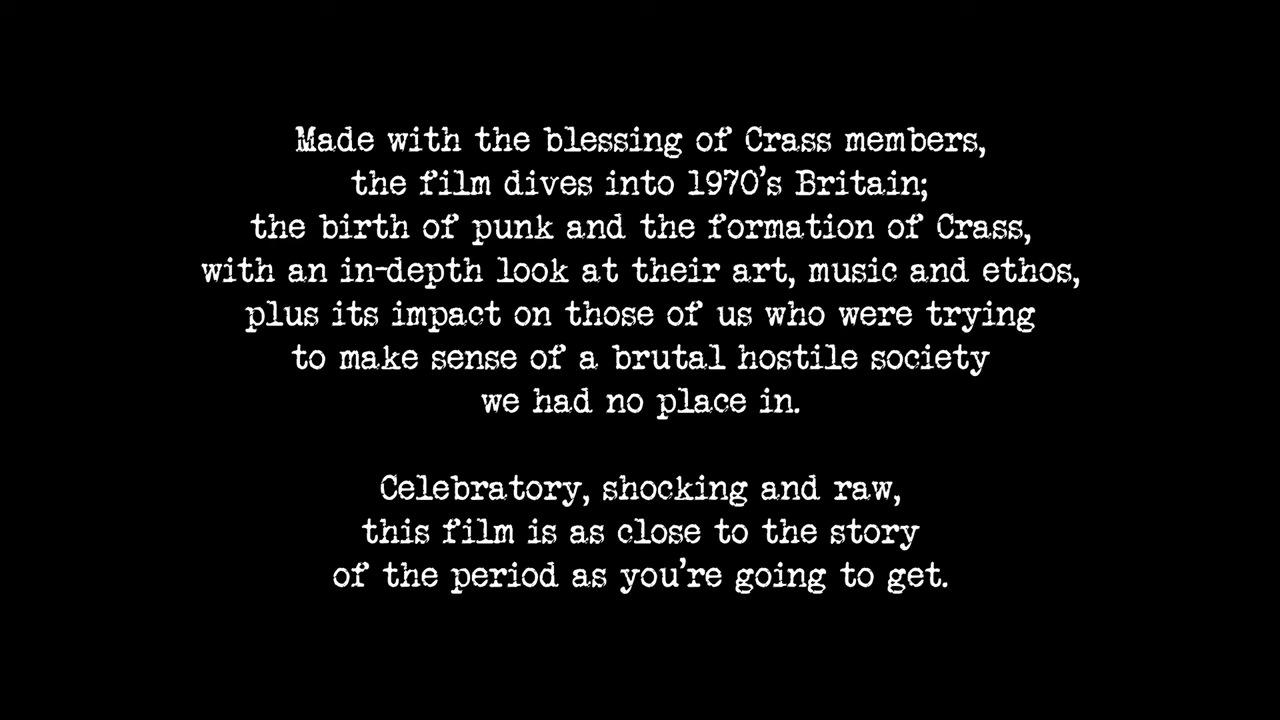 Made with the blessing of Crass members,
the film dives into 1970's Britain;
the birth of punk and the formation of Crass,
with an in-depth look at their art, music and ethos,
plus its impact on those of us who were trying
to make sense of a brutal hostile society
we had no place in.
Celebratory, shocking and raw,
this film is as close to the story
of the period as you're going to get.